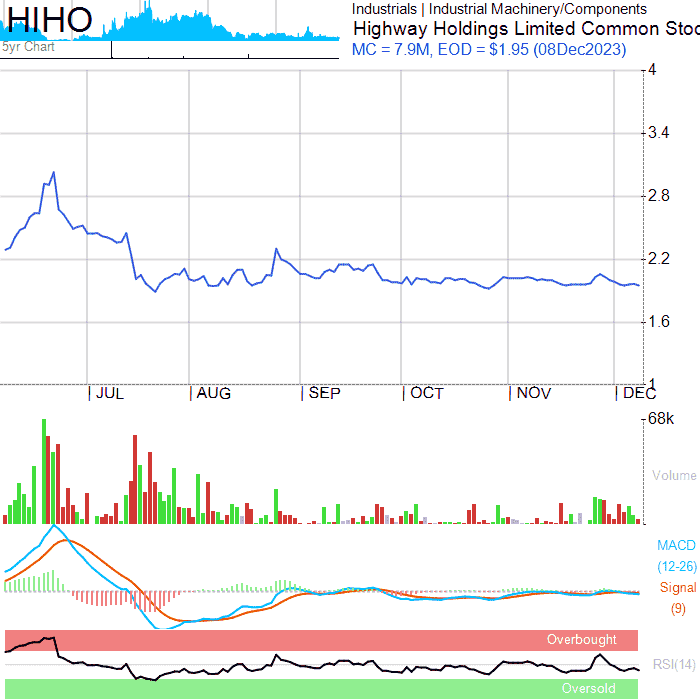 HIHO
5yr Chart
Industrials | Industrial Machinery/Components
Highway Holdings Limited Common Stoc
MC = 7.9M, EOD = $1.95 (08Dec2023)
4
3.4
2.8
2.2
1.6
1
JUL AUG SEP OCT NOV DEC
68k
Volume
MACD
(12-26)
Signal
(9)
Overbought
RSI(14)
Oversold